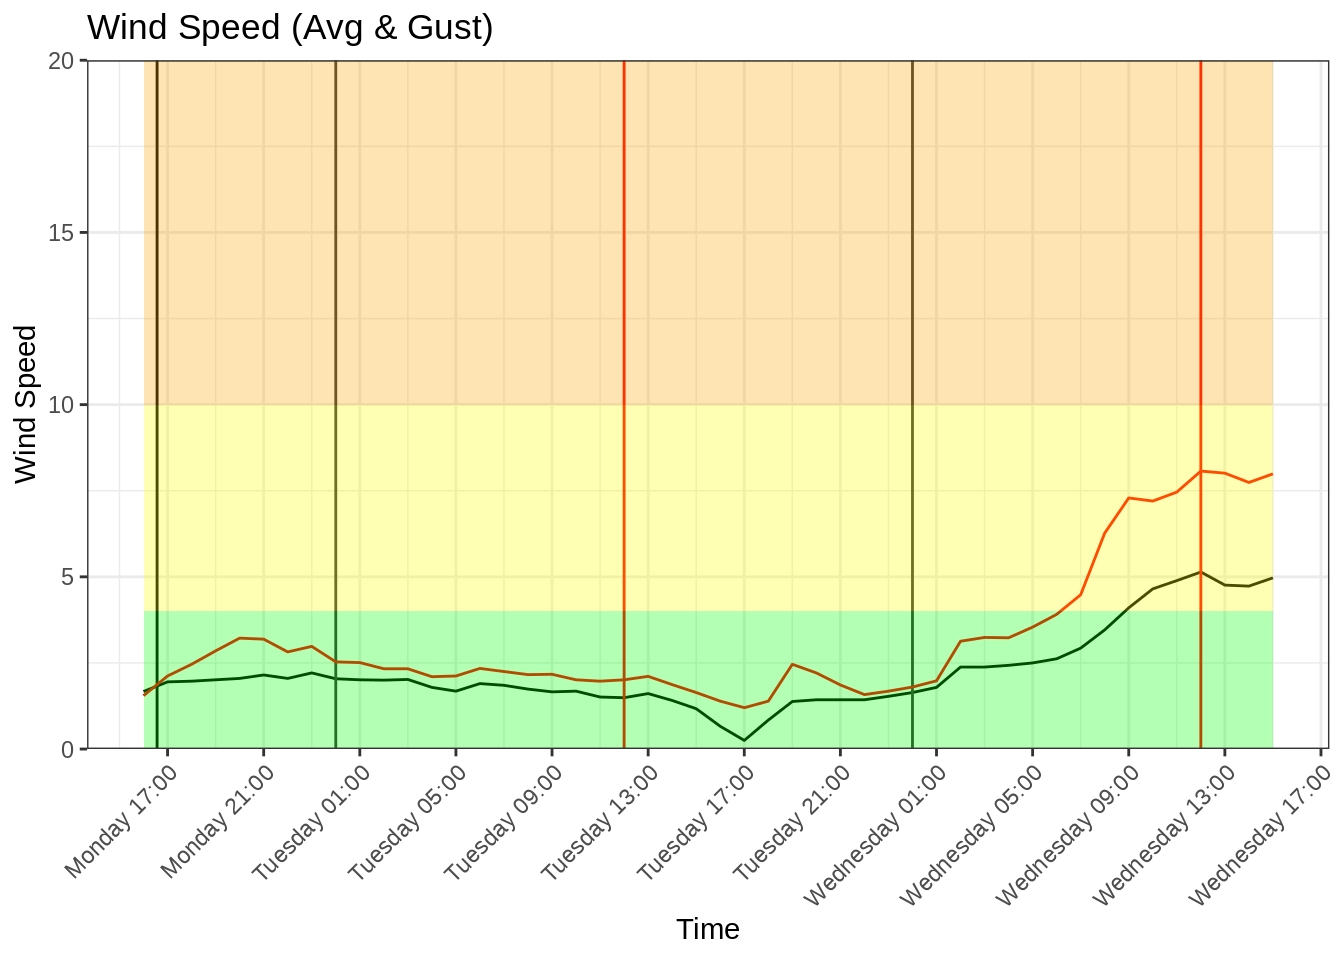 Wind Speed (Avg & Gust)
20
15
10
5
0
Wind Speed
Monday 17:00
Monday 21:00
Tuesday 01:00
Tuesday 05:00
Tuesday 09:00
Tuesday 13:00
Tuesday 17:00
Tuesday 21:00
Wednesday 01:00
Wednesday 05:00
Wednesday 09:00
Wednesday 13:00
Wednesday 17:00
Time